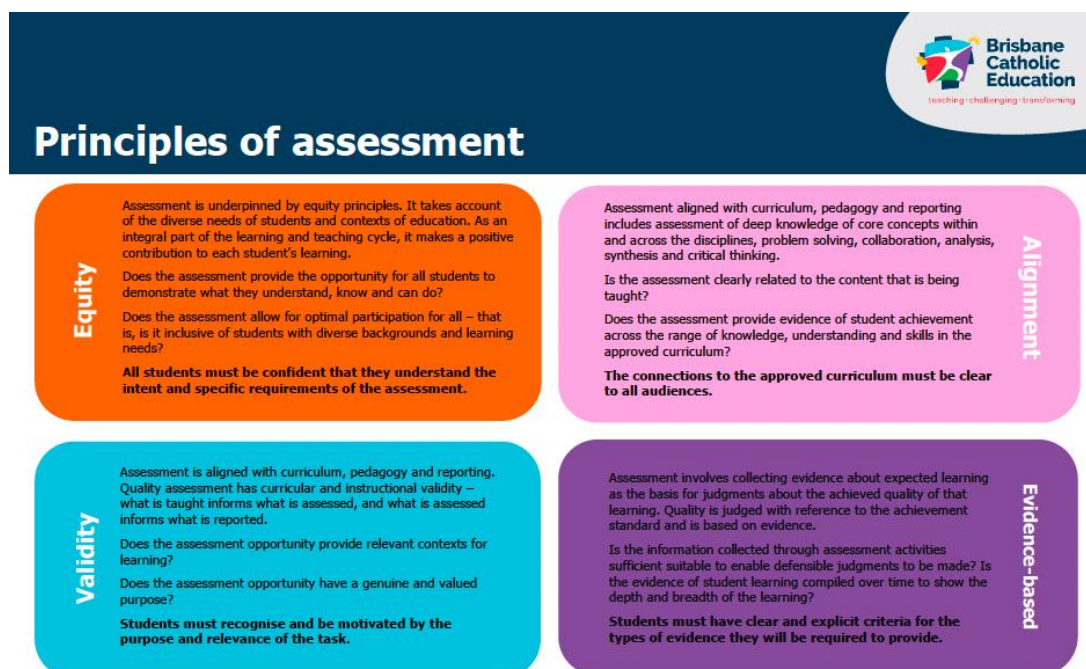 Brisbane
Catholic
Education
teaching·challenging·transforming
Principles of assessment
Equity
Assessment is underpinned by equity principles. It takes account
of the diverse needs of students and contexts of education. As an
integral part of the learning and teaching cycle, it makes a positive
contribution to each student's learning.
Does the assessment provide the opportunity for all students to
demonstrate what they understand, know and can do?
Does the assessment allow for optimal participation for all – that
is, is it inclusive of students with diverse backgrounds and learning
needs?
All students must be confident that they understand the
intent and specific requirements of the assessment.
Assessment aligned with curriculum, pedagogy and reporting
includes assessment of deep knowledge of core concepts within
and across the disciplines, problem solving, collaboration, analysis,
synthesis and critical thinking.
Is the assessment clearly related to the content that is being
taught?
Does the assessment provide evidence of student achievement
across the range of knowledge, understanding and skills in the
approved curriculum?
The connections to the approved curriculum must be clear
to all audiences.
Alignment
Validity
Assessment is aligned with curriculum, pedagogy and reporting.
Quality assessment has curricular and instructional validity –
what is taught informs what is assessed, and what is assessed
informs what is reported.
Does the assessment opportunity provide relevant contexts for
learning?
Does the assessment opportunity have a genuine and valued
purpose?
Students must recognise and be motivated by the
purpose and relevance of the task.
Assessment involves collecting evidence about expected learning
as the basis for judgments about the achieved quality of that
learning. Quality is judged with reference to the achievement
standard and is based on evidence.
Is the information collected through assessment activities
sufficient suitable to enable defensible judgments to be made? Is
the evidence of student learning compiled over time to show the
depth and breadth of the learning?
Students must have clear and explicit criteria for the
types of evidence they will be required to provide.
Evidence-based